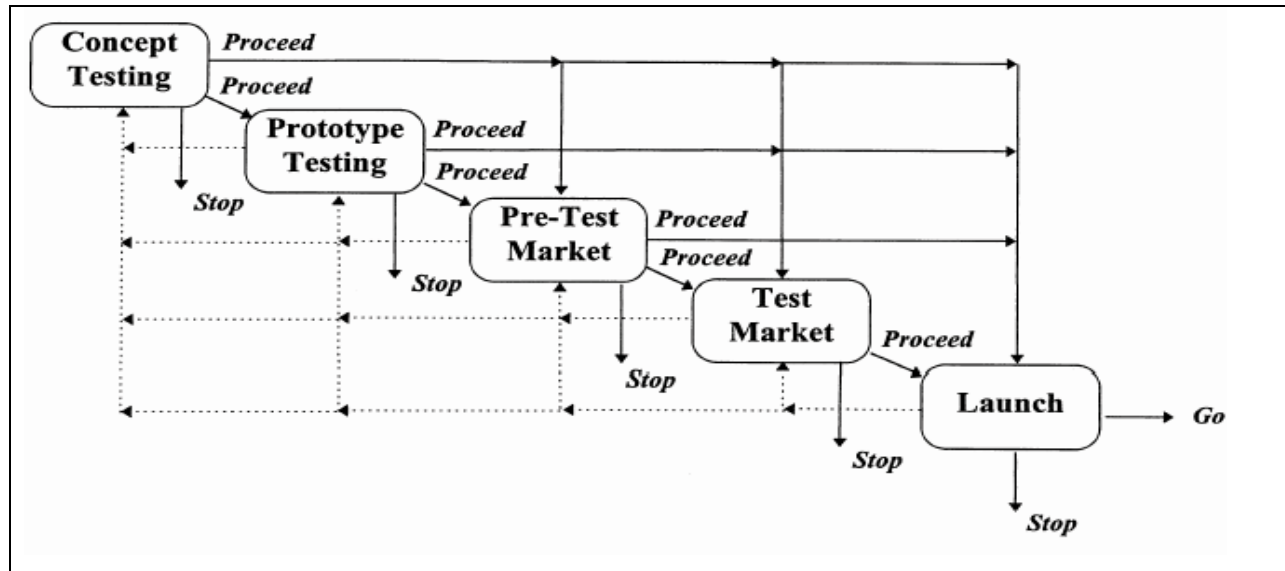 Concept
Testing
Proceed
Proceed
Prototype
Testing
Proceed
Proceed
Stop
Pre-Test
Market
Proceed
Proceed
Stop
Test
Market
Proceed
Stop
Launch
Go
Stop
Stop